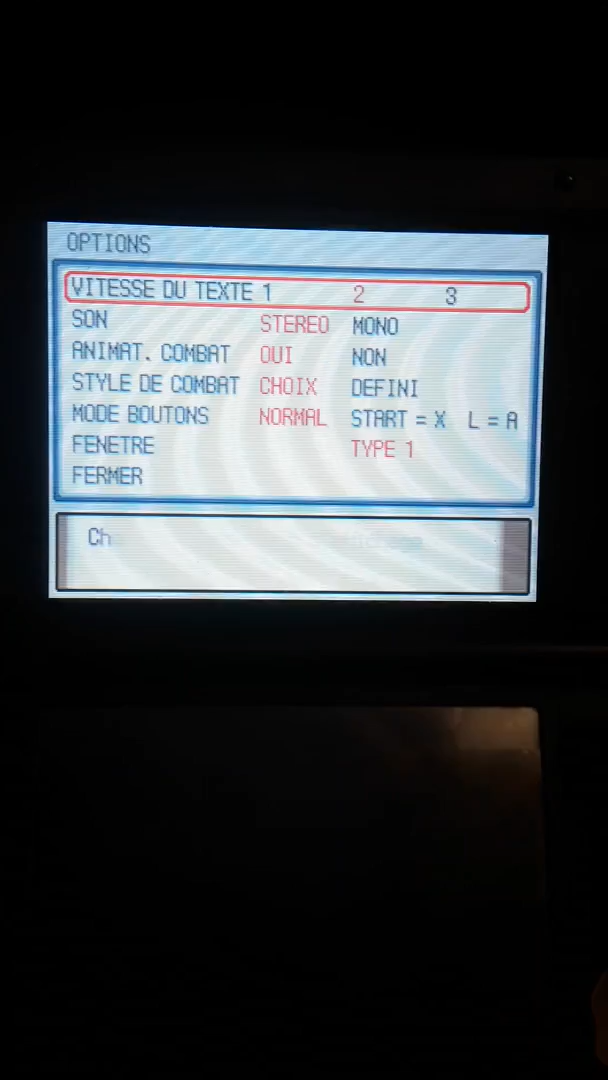 OPTIONS
VITESSE DU TEXTE 1 2 3
SON STEREO MONO
ANIMAT. COMBAT OUI NON
STYLE DE COMBAT CHOIX DEFINI
MODE BOUTONS NORMAL START = X L = A
FENETRE TYPE 1
FERMER
Ch